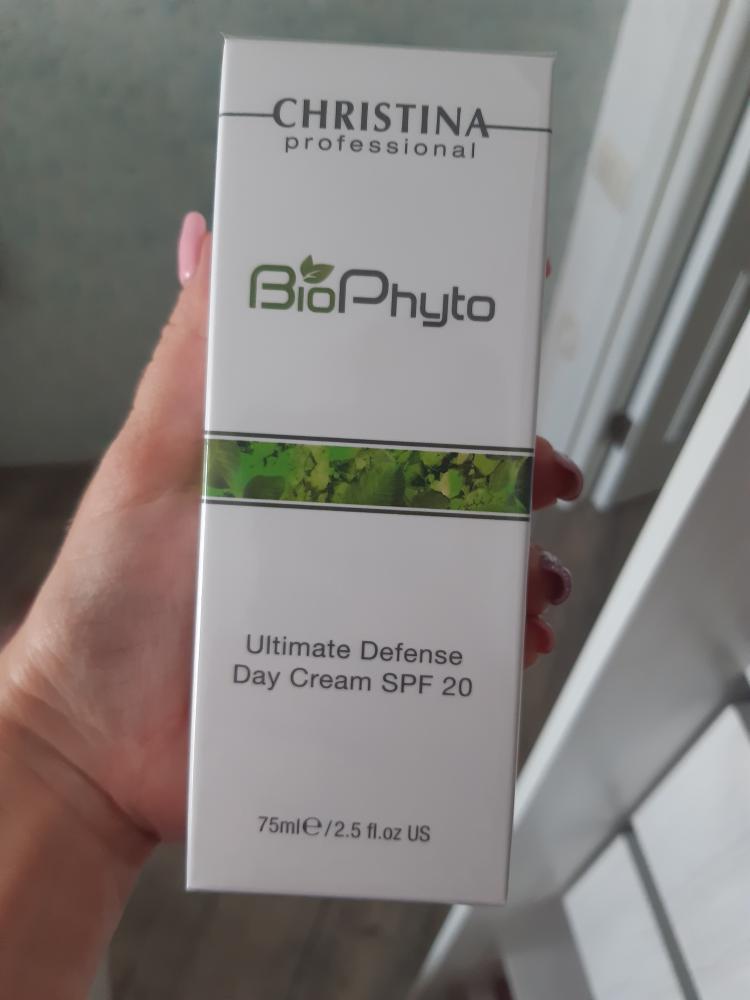 CHRISTINA
professional
BioPhyto
Ultimate Defense
Day Cream SPF 20
75ml℮/2.5 fl.oz US